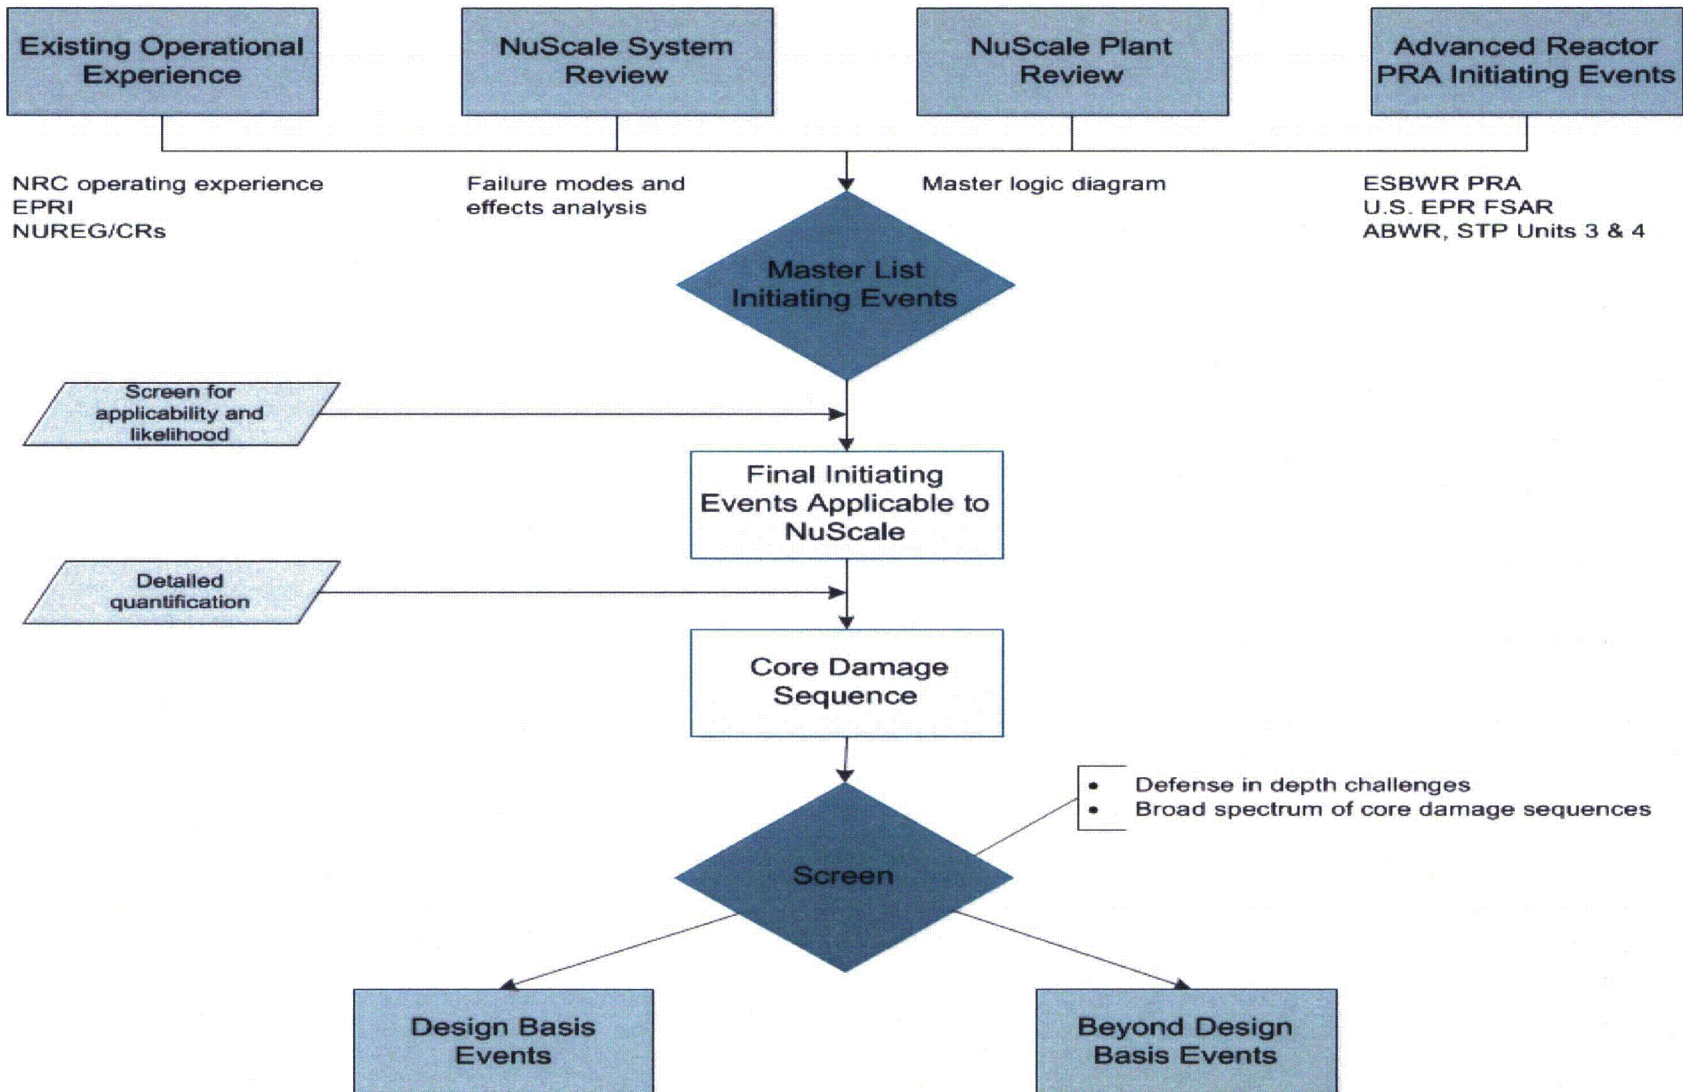 Existing Operational
Experience
NuScale System
Review
NuScale Plant
Review
Advanced Reactor
PRA Initiating Events
NRC operating experience
EPRI
NUREG/CRs
Failure modes and
effects analysis
Master logic diagram
ESBWR PRA
U.S. EPR FSAR
ABWR, STP Units 3 & 4
Master List
Initiating Events
Screen for
applicability and
likelihood
Final Initiating
Events Applicable to
NuScale
Detailed
quantification
Core Damage
Sequence
• Defense in depth challenges
• Broad spectrum of core damage sequences
Screen
Design Basis
Events
Beyond Design
Basis Events